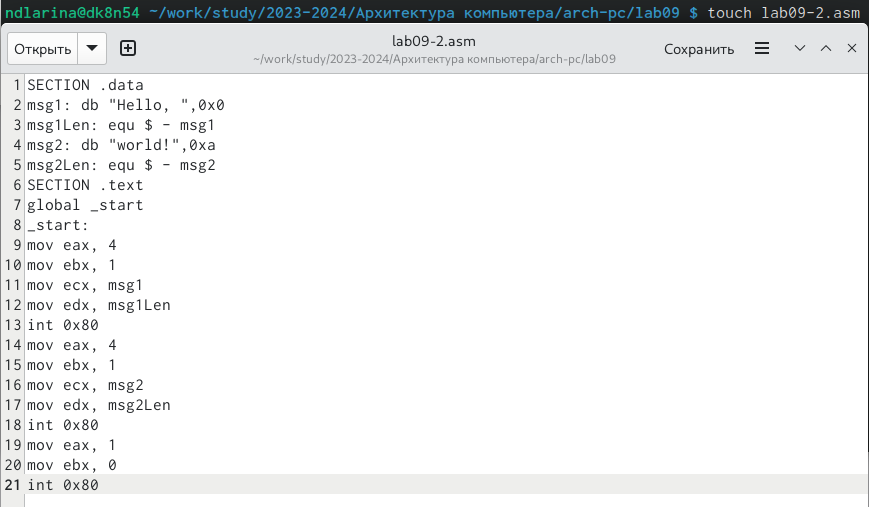 ndlarina@dk8n54 ~/work/study/2023-2024/Архитектура компьютера/arch-pc/lab09 $ touch lab09-2.asm
Открыть
lab09-2.asm
~/work/study/2023-2024/Архитектура компьютера/arch-pc/lab09
Сохранить
1 SECTION .data
2 msg1: db "Hello, ",0x0
3 msg1Len: equ $ - msg1
4 msg2: db "world!",0xa
5 msg2Len: equ $ - msg2
6 SECTION .text
7 global _start
8 _start:
9 mov eax, 4
10 mov ebx, 1
11 mov ecx, msg1
12 mov edx, msg1Len
13 int 0x80
14 mov eax, 4
15 mov ebx, 1
16 mov ecx, msg2
17 mov edx, msg2Len
18 int 0x80
19 mov eax, 1
20 mov ebx, 0
21 int 0x80